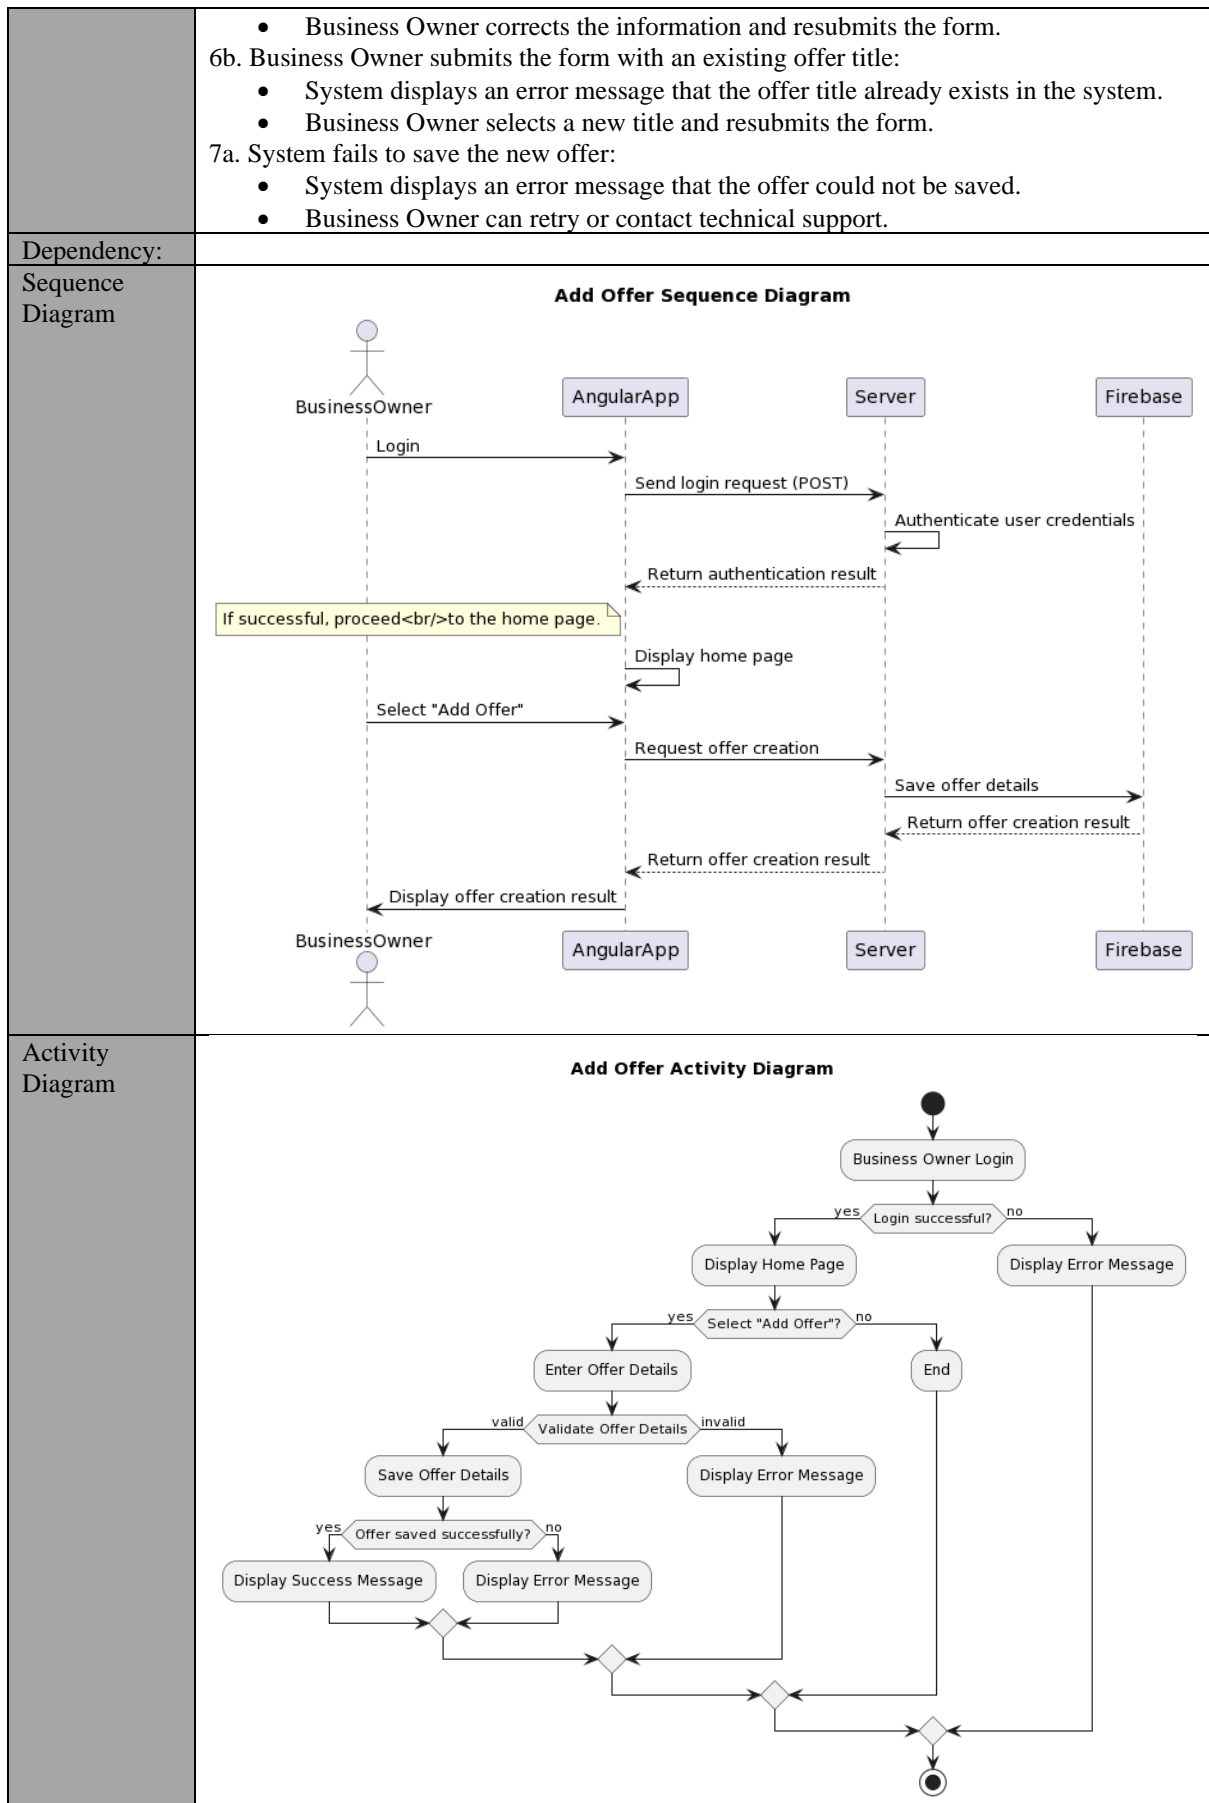 • Business Owner corrects the information and resubmits the form.
6b. Business Owner submits the form with an existing offer title:
• System displays an error message that the offer title already exists in the system.
• Business Owner selects a new title and resubmits the form.
7a. System fails to save the new offer:
• System displays an error message that the offer could not be saved.
• Business Owner can retry or contact technical support.
Dependency:
Sequence
Diagram
Add Offer Sequence Diagram
BusinessOwner
AngularApp
Server
Firebase
Login
Send login request (POST)
Authenticate user credentials
Return authentication result
If successful, proceed<br/>to the home page.
Display home page
Select "Add Offer"
Request offer creation
Save offer details
Return offer creation result
Return offer creation result
Display offer creation result
BusinessOwner
AngularApp
Server
Firebase
Activity
Diagram
Add Offer Activity Diagram
Business Owner Login
yes
Login successful?
no
Display Home Page
Display Error Message
yes
Select "Add Offer"?
no
Enter Offer Details
End
valid
Validate Offer Details
invalid
Save Offer Details
Display Error Message
yes
Offer saved successfully?
no
Display Success Message
Display Error Message